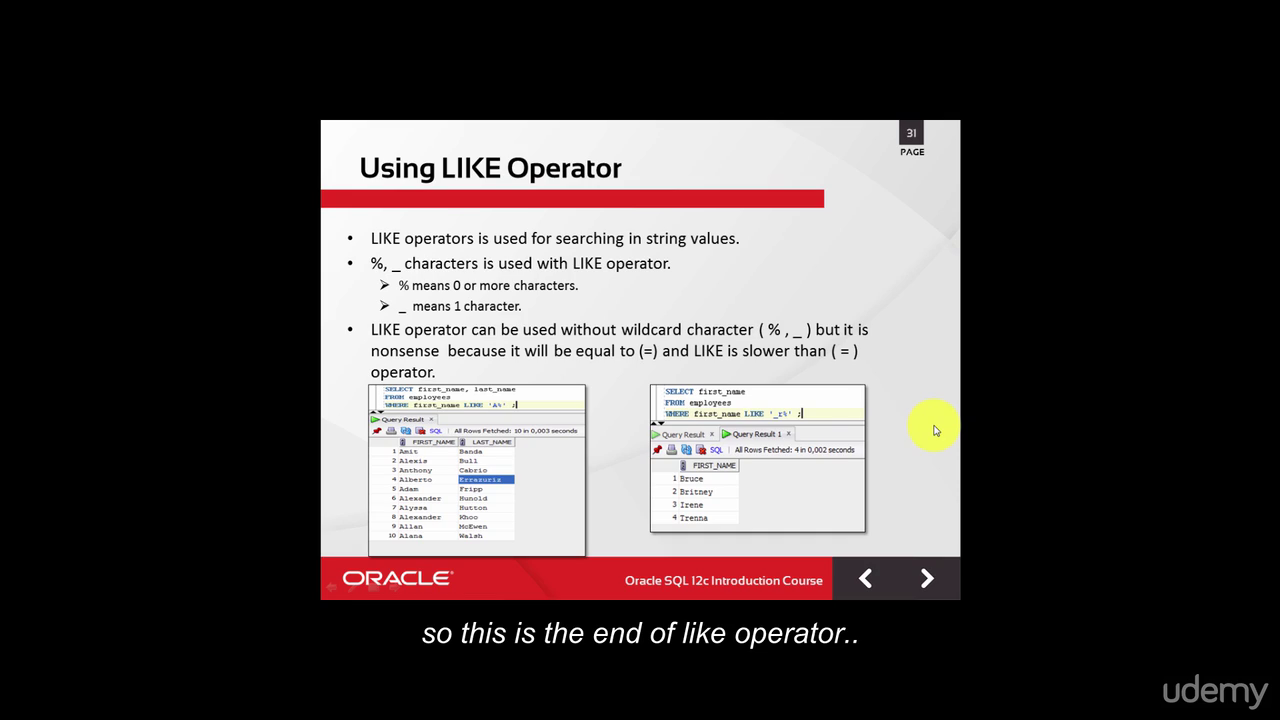 31
PAGE
Using LIKE Operator
• LIKE operators is used for searching in string values.
• %, _ characters is used with LIKE operator.
➢ % means 0 or more characters.
➢ _ means 1 character.
• LIKE operator can be used without wildcard character ( % , _ ) but it is
nonsense because it will be equal to (=) and LIKE is slower than ( = )
operator.
SELECT first_name, last_name
FROM employees
WHERE first_name LIKE 'A%' ;
Query Result ×
SQL | All Rows Fetched: 10 in 0,003 seconds
FIRST_NAME LAST_NAME
1 Amit Banda
2 Alexis Bull
3 Anthony Cabrio
4 Alberto Errazuriz
5 Adam Fripp
6 Alexander Hunold
7 Alyssa Hutton
8 Alexander Khoo
9 Allan McEwen
10 Alana Walsh
SELECT first_name
FROM employees
WHERE first_name LIKE '_r%' ;
Query Result × Query Result 1 ×
SQL | All Rows Fetched: 4 in 0,002 seconds
FIRST_NAME
1 Bruce
2 Britney
3 Irene
4 Trenna
ORACLE®
Oracle SQL 12c Introduction Course
so this is the end of like operator..
udemy